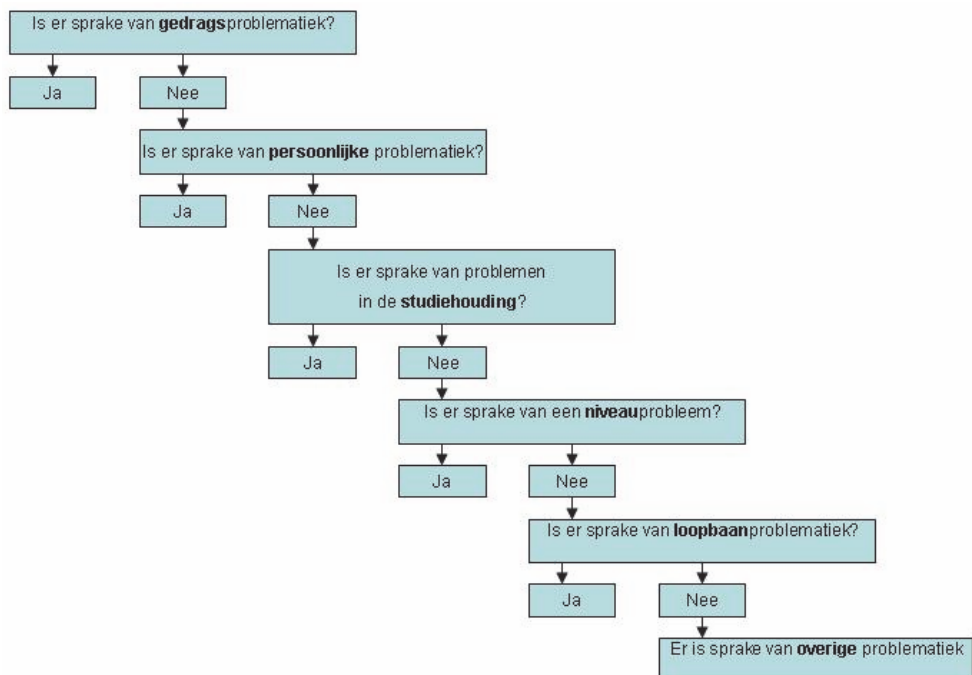 Is er sprake van gedragsproblematiek?
Ja
Nee
Is er sprake van persoonlijke problematiek?
Ja
Nee
Is er sprake van problemen
in de studiehouding?
Ja
Nee
Is er sprake van een niveauprobleem?
Ja
Nee
Is er sprake van loopbaanproblematiek?
Ja
Nee
Er is sprake van overige problematiek